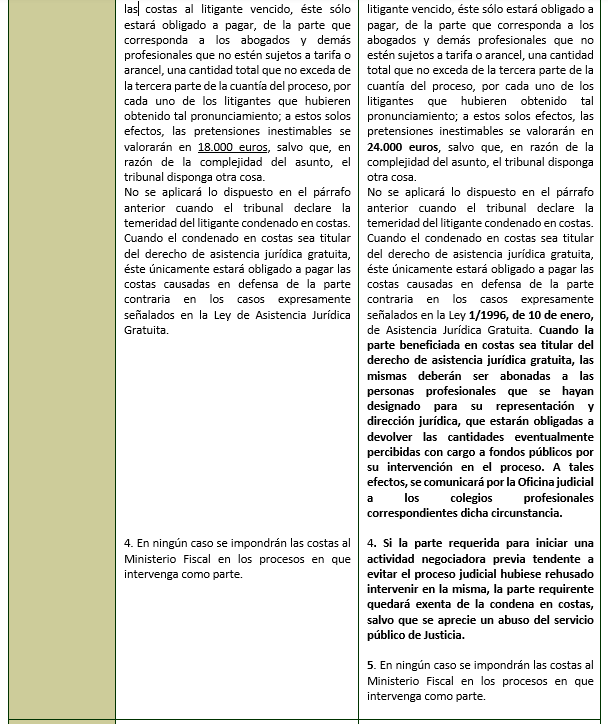 las costas al litigante vencido, éste sólo
estará obligado a pagar, de la parte que
corresponda a los abogados y demás
profesionales que no estén sujetos a tarifa o
arancel, una cantidad total que no exceda de
la tercera parte de la cuantía del proceso, por
cada uno de los litigantes que hubieren
obtenido tal pronunciamiento; a estos solos
efectos, las pretensiones inestimables se
valorarán en 18.000 euros, salvo que, en
razón de la complejidad del asunto, el
tribunal disponga otra cosa.
No se aplicará lo dispuesto en el párrafo
anterior cuando el tribunal declare la
temeridad del litigante condenado en costas.
Cuando el condenado en costas sea titular
del derecho de asistencia jurídica gratuita,
éste únicamente estará obligado a pagar las
costas causadas en defensa de la parte
contraria en los casos expresamente
señalados en la Ley de Asistencia Jurídica
Gratuita.
4. En ningún caso se impondrán las costas al
Ministerio Fiscal en los procesos en que
intervenga como parte.
litigante vencido, éste sólo estará obligado a
pagar, de la parte que corresponda a los
abogados y demás profesionales que no
estén sujetos a tarifa o arancel, una cantidad
total que no exceda de la tercera parte de la
cuantía del proceso, por cada uno de los
litigantes que hubieren obtenido tal
pronunciamiento; a estos solos efectos, las
pretensiones inestimables se valorarán en
24.000 euros, salvo que, en razón de la
complejidad del asunto, el tribunal disponga
otra cosa.
No se aplicará lo dispuesto en el párrafo
anterior cuando el tribunal declare la
temeridad del litigante condenado en costas.
Cuando el condenado en costas sea titular
del derecho de asistencia jurídica gratuita,
éste únicamente estará obligado a pagar las
costas causadas en defensa de la parte
contraria en los casos expresamente
señalados en la Ley 1/1996, de 10 de enero,
de Asistencia Jurídica Gratuita. Cuando la
parte beneficiada en costas sea titular del
derecho de asistencia jurídica gratuita, las
mismas deberán ser abonadas a las
personas profesionales que se hayan
designado para su representación y
dirección jurídica, que estarán obligadas a
devolver las cantidades eventualmente
percibidas con cargo a fondos públicos por
su intervención en el proceso. A tales
efectos, se comunicará por la Oficina judicial
a los colegios profesionales
correspondientes dicha circunstancia.
4. Si la parte requerida para iniciar una
actividad negociadora previa tendente a
evitar el proceso judicial hubiese rehusado
intervenir en la misma, la parte requirente
quedará exenta de la condena en costas,
salvo que se aprecie un abuso del servicio
público de Justicia.
5. En ningún caso se impondrán las costas al
Ministerio Fiscal en los procesos en que
intervenga como parte.